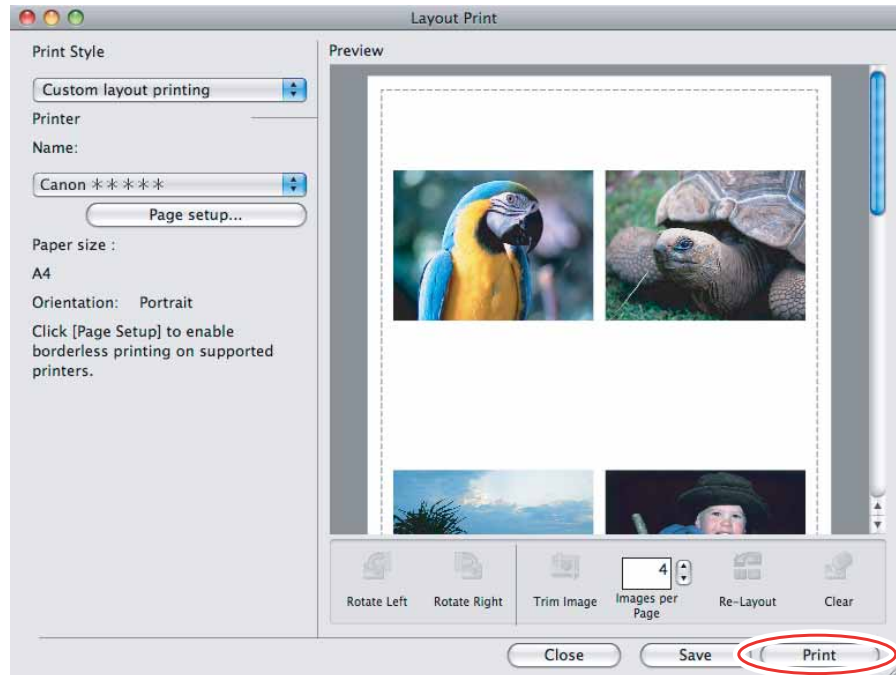 Layout Print
Print Style
Custom layout printing
Printer
Name:
Canon ＊＊＊＊＊
Page setup...
Paper size :
A4
Orientation: Portrait
Click [Page Setup] to enable
borderless printing on supported
printers.
Preview
Rotate Left
Rotate Right
Trim Image
4
Images per
Page
Re-Layout
Clear
Close
Save
Print